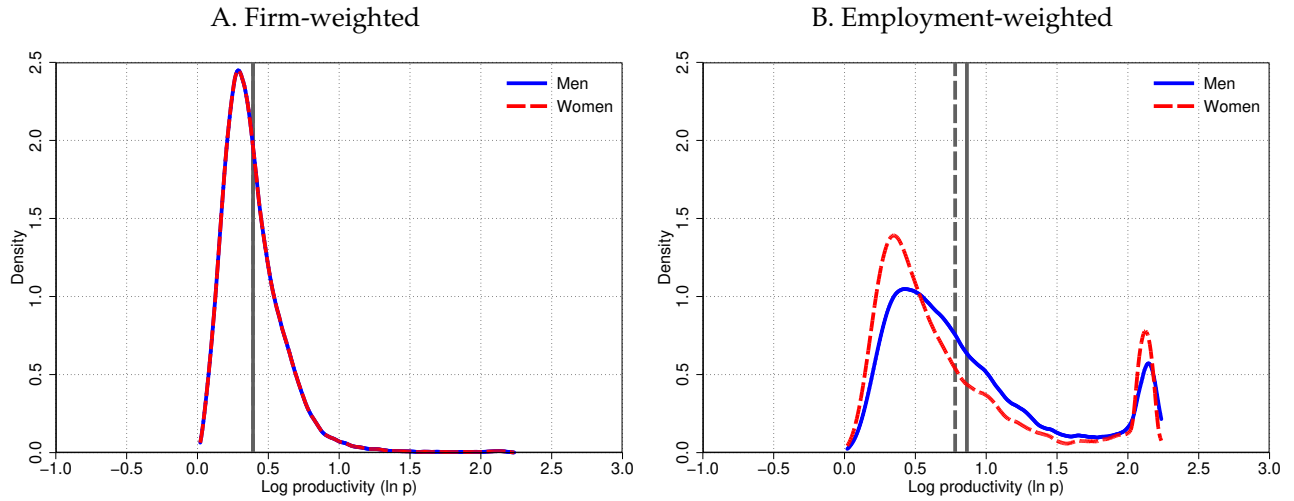 A. Firm-weighted
2.5
2.0
1.5
1.0
0.5
0.0
Density
Men
Women
−1.0 −0.5 0.0 0.5 1.0 1.5 2.0 2.5 3.0
Log productivity (ln p)
B. Employment-weighted
2.5
2.0
1.5
1.0
0.5
0.0
Density
Men
Women
−1.0 −0.5 0.0 0.5 1.0 1.5 2.0 2.5 3.0
Log productivity (ln p)